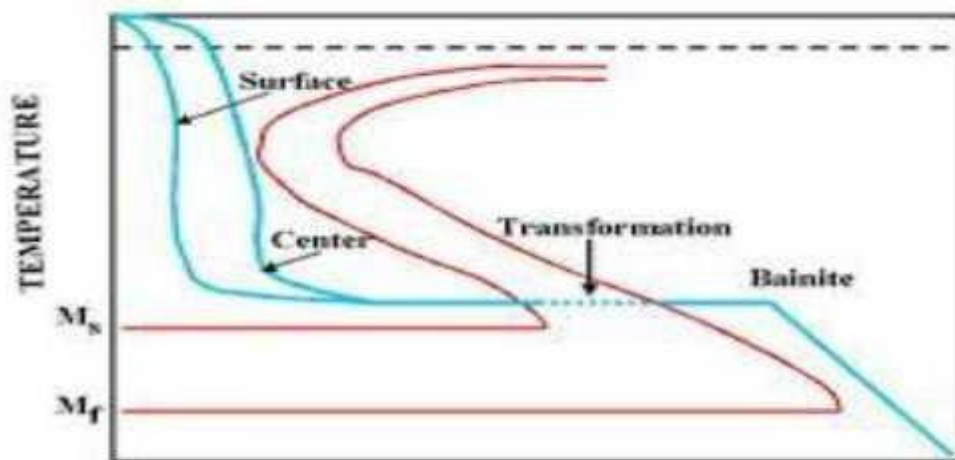 Surface
TEMPERATURE
Center
Transformation
Bainite
Ms
Mf